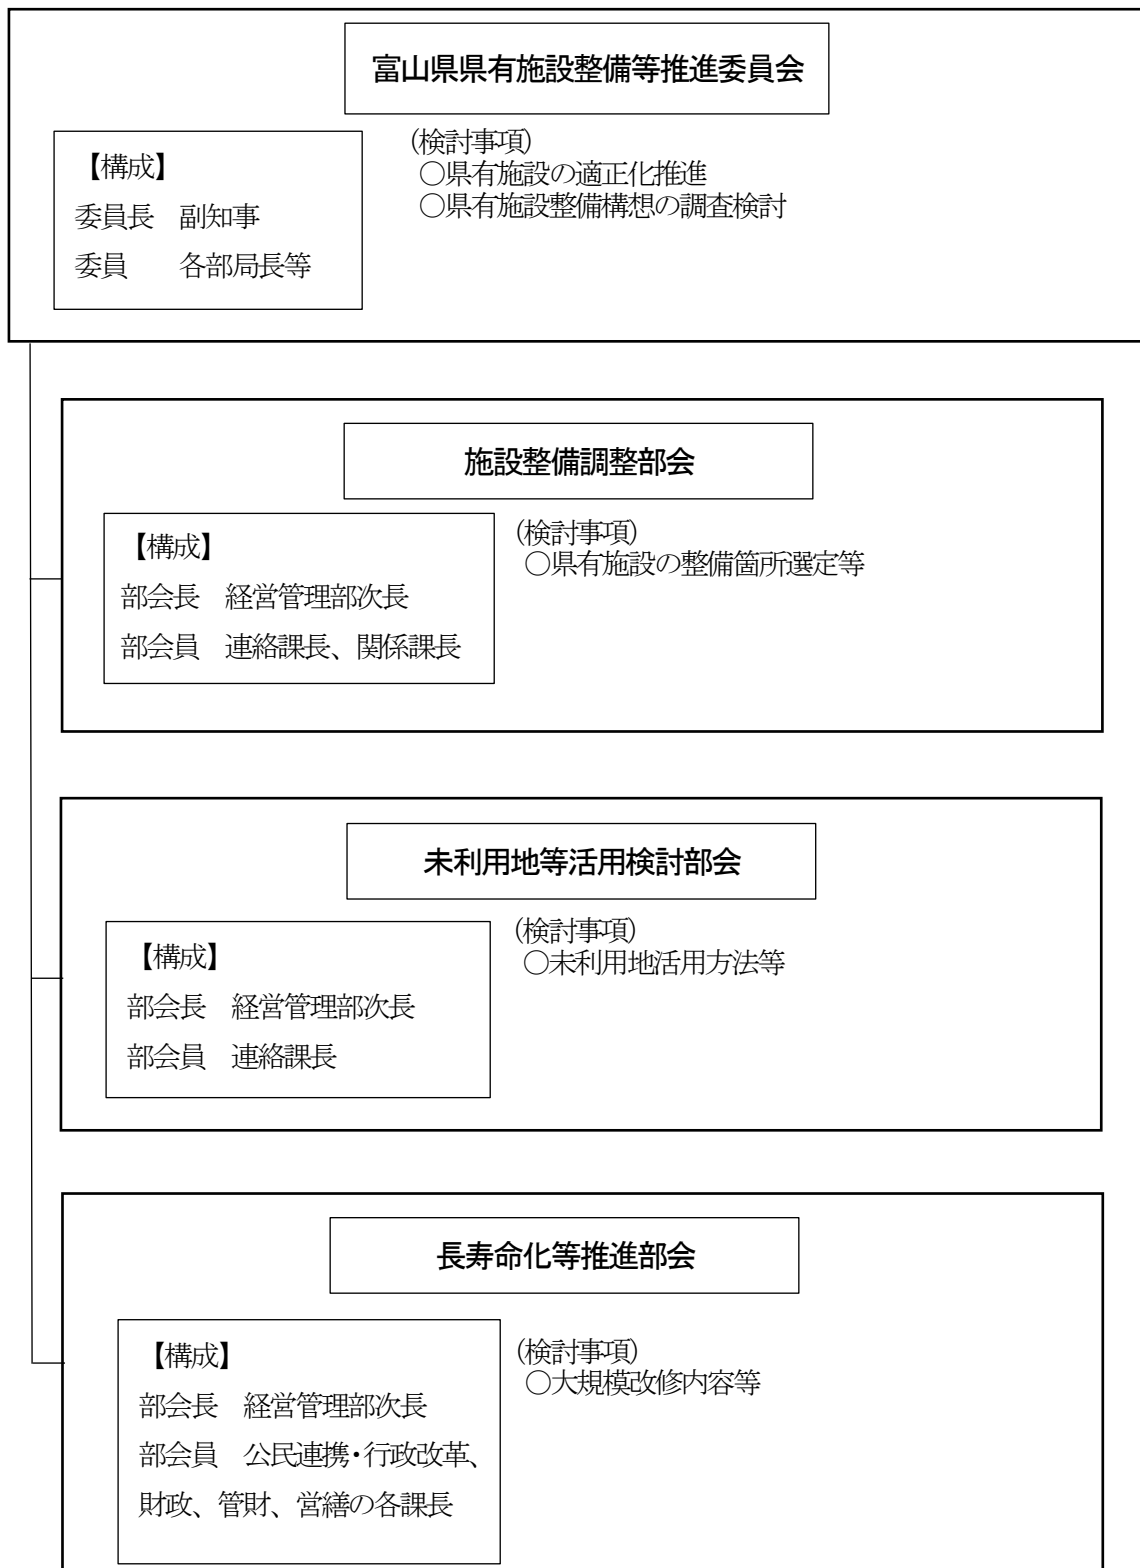 富山県県有施設整備等推進委員会
【構成】
委員長　副知事
委員　　各部局長等
(検討事項)
○県有施設の適正化推進
○県有施設整備構想の調査検討
施設整備調整部会
【構成】
部会長　経営管理部次長
部会員　連絡課長、関係課長
(検討事項)
○県有施設の整備箇所選定等
未利用地等活用検討部会
【構成】
部会長　経営管理部次長
部会員　連絡課長
(検討事項)
○未利用地活用方法等
長寿命化等推進部会
【構成】
部会長　経営管理部次長
部会員　公民連携・行政改革、
財政、管財、営繕の各課長
(検討事項)
○大規模改修内容等